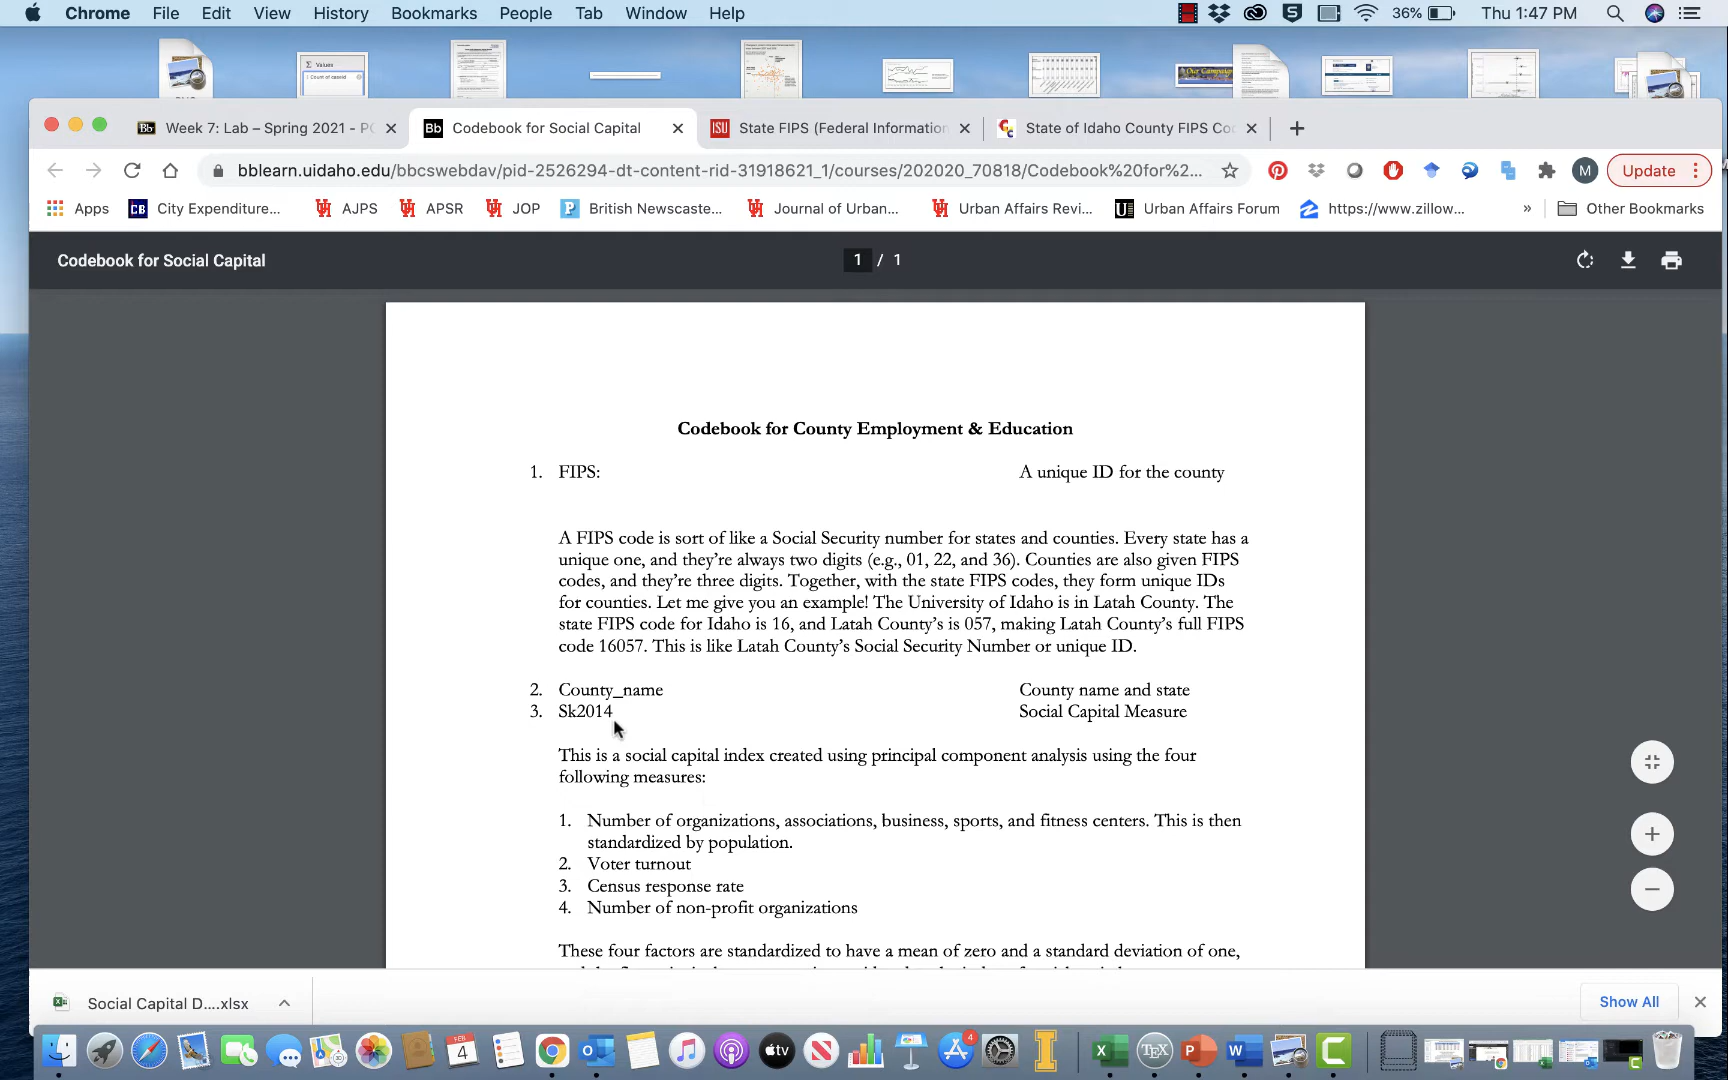 Chrome File Edit View History Bookmarks People Tab Window Help 36% Thu 1:47 PM
Σ Values
Count of caseid
Our Campaign
Week 7: Lab – Spring 2021 - P
Codebook for Social Capital
State FIPS (Federal Information
State of Idaho County FIPS Co
bblearn.uidaho.edu/bbcswebdav/pid-2526294-dt-content-rid-31918621_1/courses/202020_70818/Codebook%20for%2... M Update
Apps City Expenditure... AJPS APSR JOP British Newscaste... Journal of Urban... Urban Affairs Revi... Urban Affairs Forum https://www.zillow... » Other Bookmarks
Codebook for Social Capital 1 / 1
Codebook for County Employment & Education
1. FIPS: A unique ID for the county
A FIPS code is sort of like a Social Security number for states and counties. Every state has a
unique one, and they’re always two digits (e.g., 01, 22, and 36). Counties are also given FIPS
codes, and they’re three digits. Together, with the state FIPS codes, they form unique IDs
for counties. Let me give you an example! The University of Idaho is in Latah County. The
state FIPS code for Idaho is 16, and Latah County’s is 057, making Latah County’s full FIPS
code 16057. This is like Latah County’s Social Security Number or unique ID.
2. County_name County name and state
3. Sk2014 Social Capital Measure
This is a social capital index created using principal component analysis using the four
following measures:
1. Number of organizations, associations, business, sports, and fitness centers. This is then
standardized by population.
2. Voter turnout
3. Census response rate
4. Number of non-profit organizations
These four factors are standardized to have a mean of zero and a standard deviation of one,
Social Capital D....xlsx Show All
FEB
4
tv
4